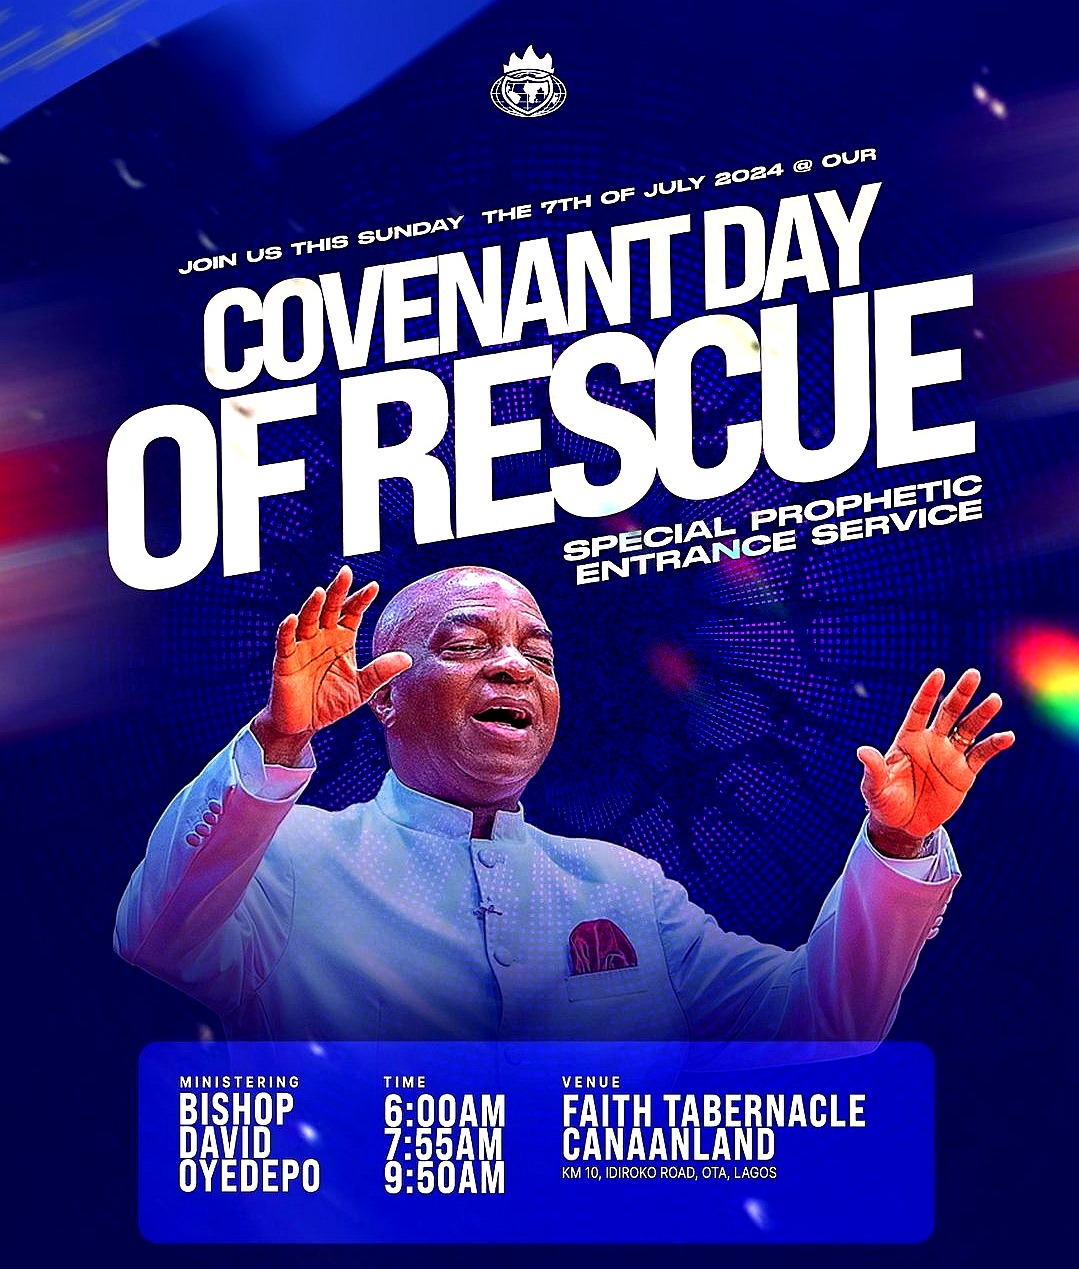 JOIN US THIS SUNDAY THE 7TH OF JULY 2024 @ OUR
COVENANT DAY
OF RESCUE
SPECIAL PROPHETIC
ENTRANCE SERVICE
MINISTERING
BISHOP
DAVID
OYEDEPO
TIME
6:00AM
7:55AM
9:50AM
VENUE
FAITH TABERNACLE
CANAANLAND
KM 10, IDIROKO ROAD, OTA, LAGOS